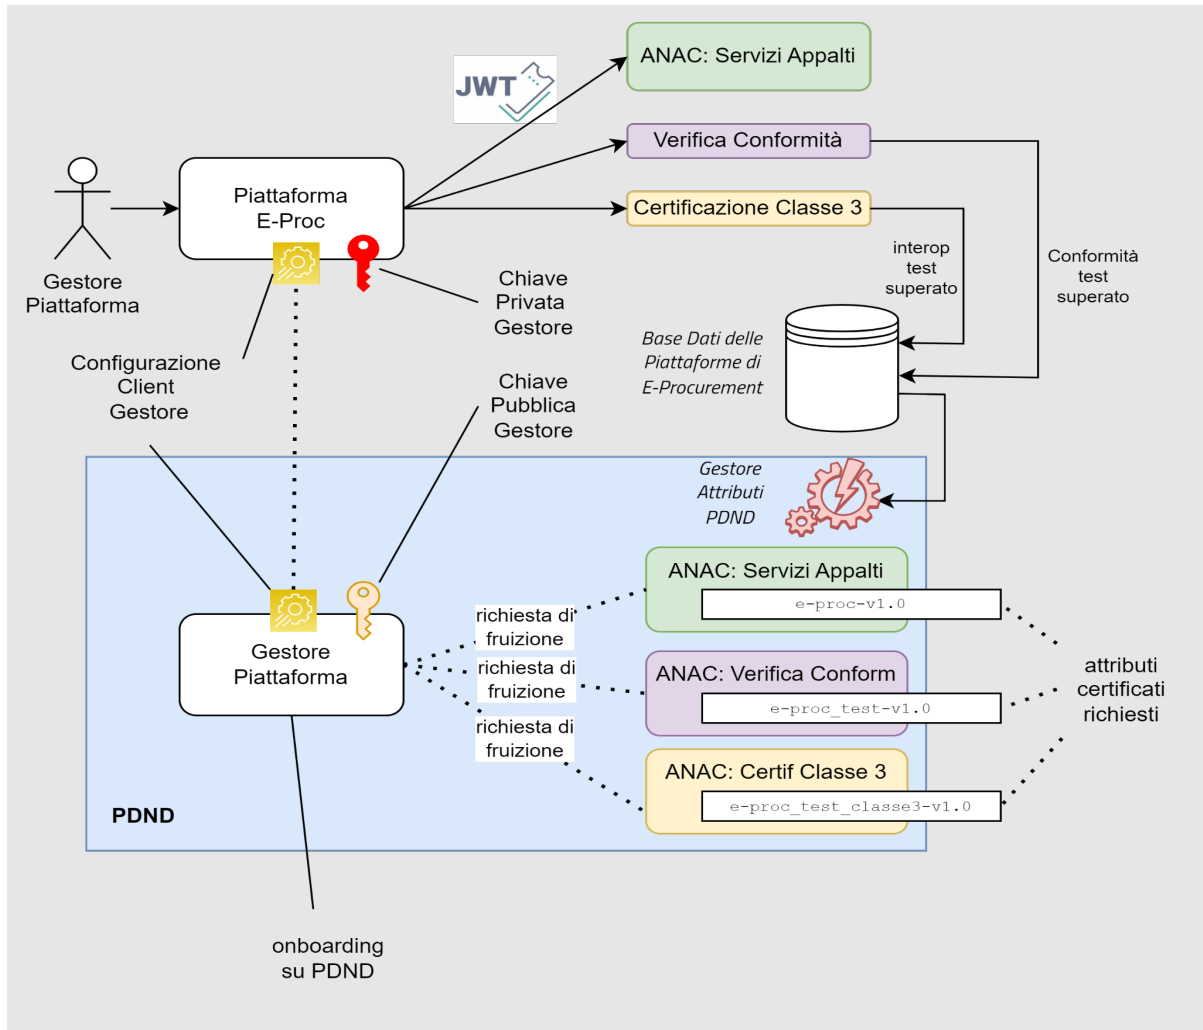 ANAC: Servizi Appalti
JWT
Verifica Conformità
Piattaforma
E-Proc
Certificazione Classe 3
Gestore
Piattaforma
interop
test
superato
Conformità
test
superato
Chiave
Privata
Gestore
Base Dati delle
Piattaforme di
E-Procurement
Configurazione
Client
Gestore
Chiave
Pubblica
Gestore
Gestore
Attributi
PDND
ANAC: Servizi Appalti
e-proc-v1.0
richiesta di
fruizione
Gestore
Piattaforma
richiesta di
fruizione
ANAC: Verifica Conform
e-proc_test-v1.0
attributi
certificati
richiesti
richiesta di
fruizione
ANAC: Certif Classe 3
e-proc_test_classe3-v1.0
PDND
onboarding
su PDND